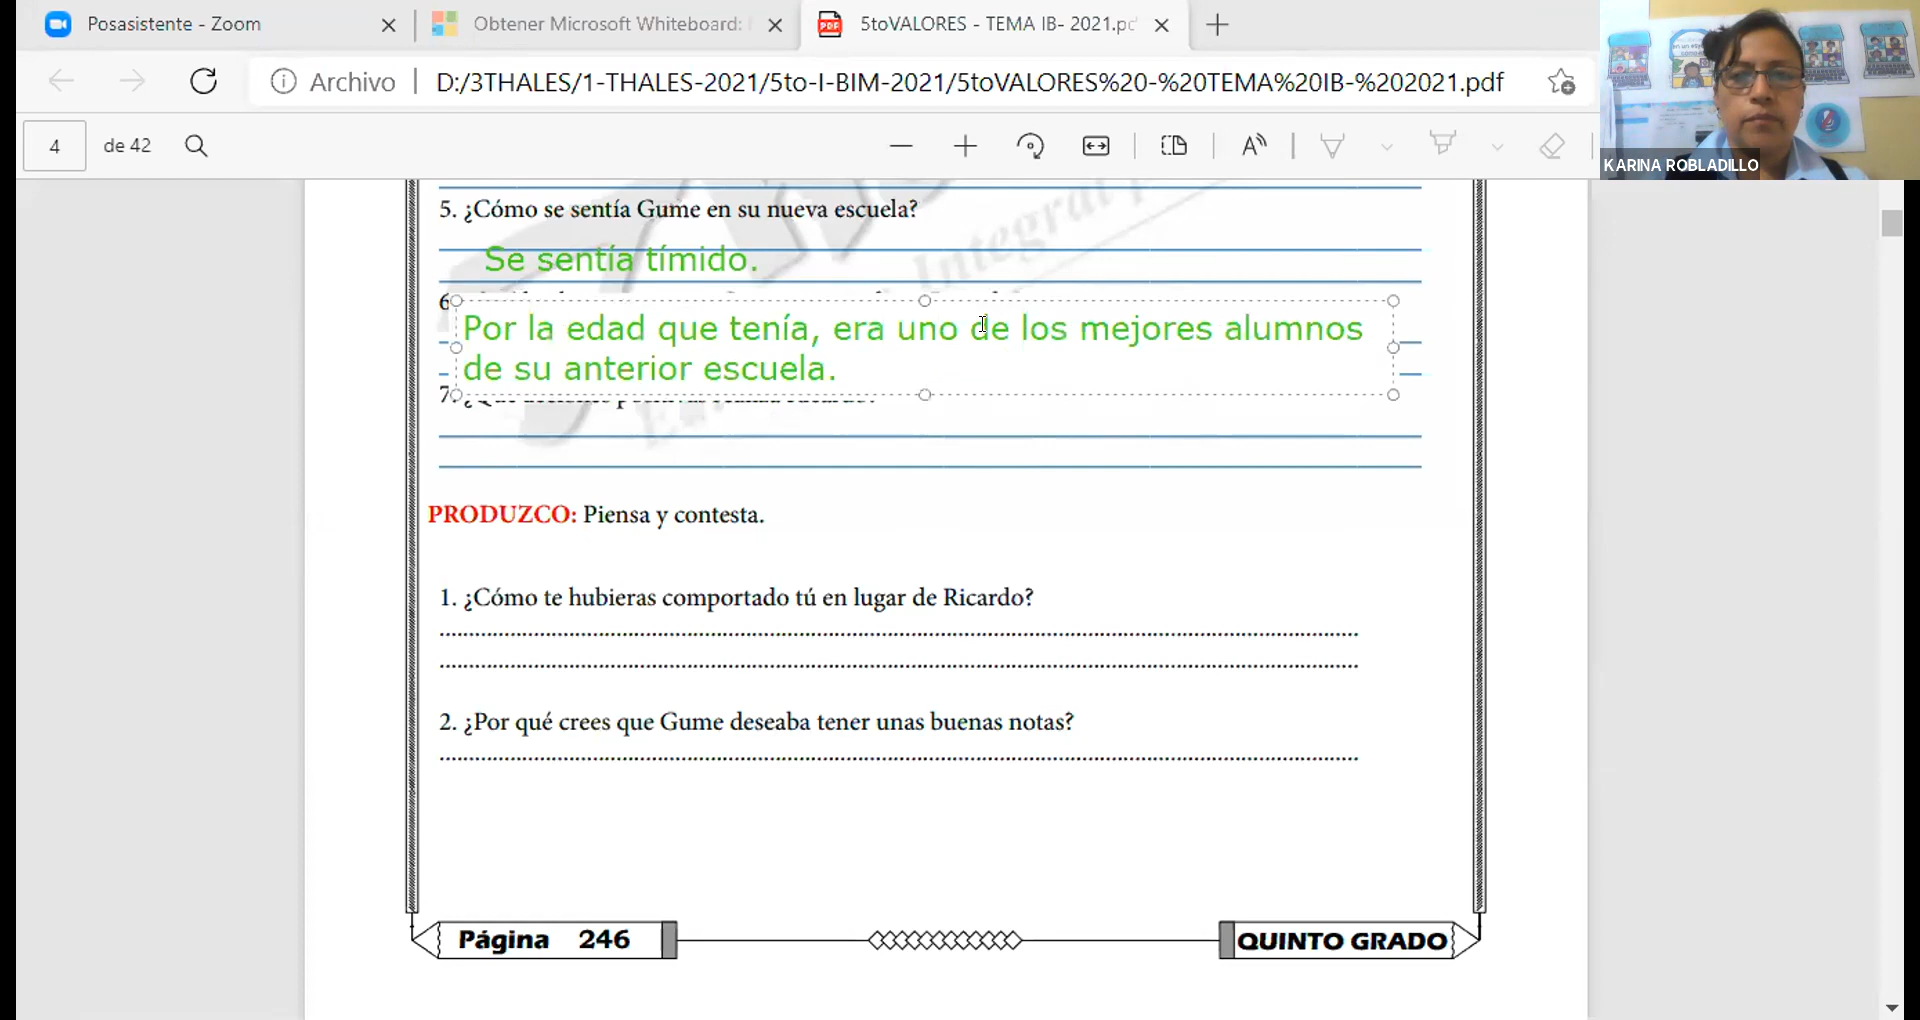 Posasistente - Zoom
Obtener Microsoft Whiteboard:
5toVALORES - TEMA IB- 2021.pd
Archivo
D:/3THALES/1-THALES-2021/5to-I-BIM-2021/5toVALORES%20-%20TEMA%20IB-%202021.pdf
KARINA ROBLADILLO
4
de 42
5. ¿Cómo se sentía Gume en su nueva escuela?
Se sentía tímido.
6
Por la edad que tenía, era uno de los mejores alumnos
de su anterior escuela.
7.
PRODUZCO: Piensa y contesta.
1. ¿Cómo te hubieras comportado tú en lugar de Ricardo?
2. ¿Por qué crees que Gume deseaba tener unas buenas notas?
Página 246
QUINTO GRADO